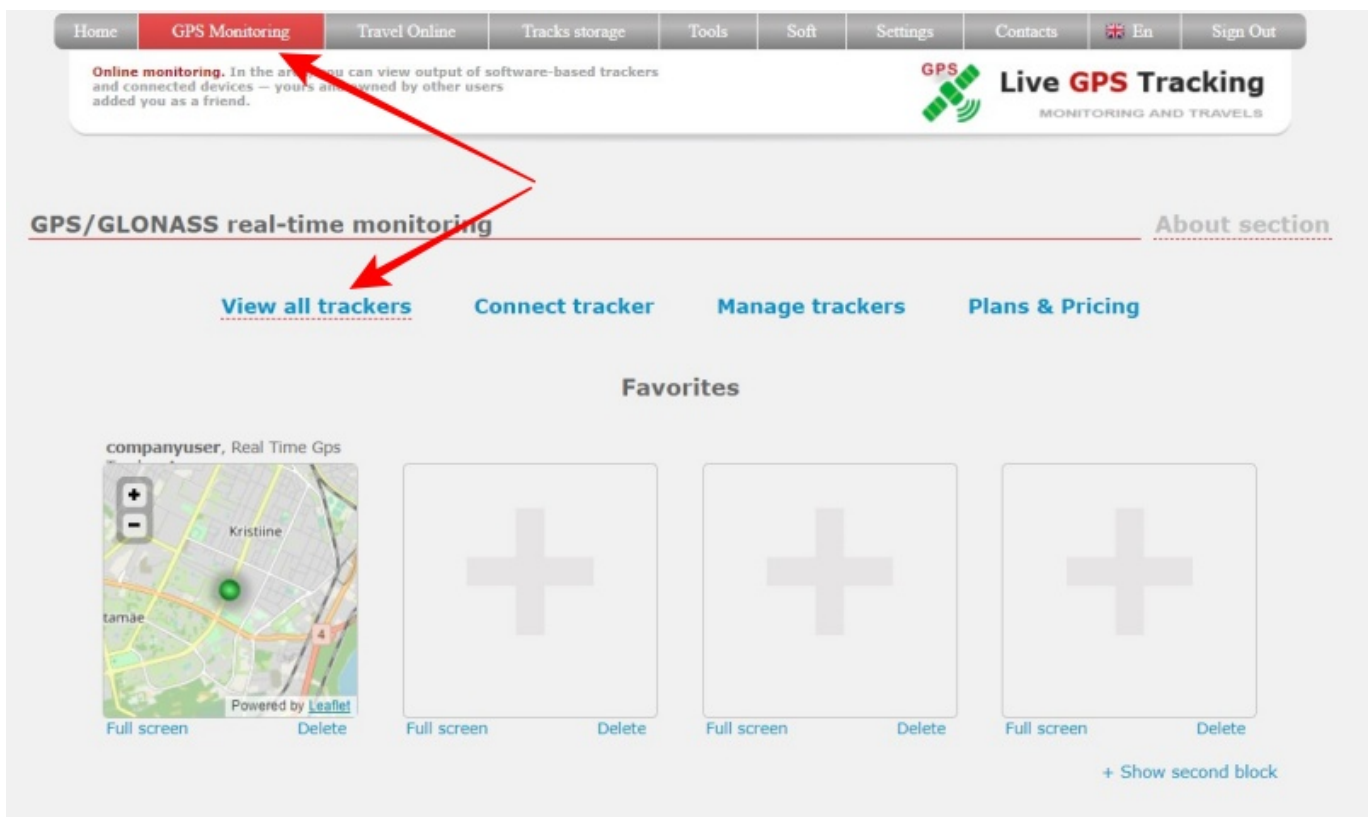 Home GPS Monitoring Travel Online Tracks storage Tools Soft Settings Contacts En Sign Out
Online monitoring. In the you can view output of software-based trackers
and connected devices — yours and owned by other users
added you as a friend.
GPS
Live GPS Tracking
MONITORING AND TRAVELS
GPS/GLONASS real-time monitoring
About section
View all trackers Connect tracker Manage trackers Plans & Pricing
Favorites
companyuser, Real Time Gps
+
-
Kristiine
tamäe
4
Powered by Leaflet
Full screen Delete Full screen Delete Full screen Delete Full screen Delete
+ Show second block